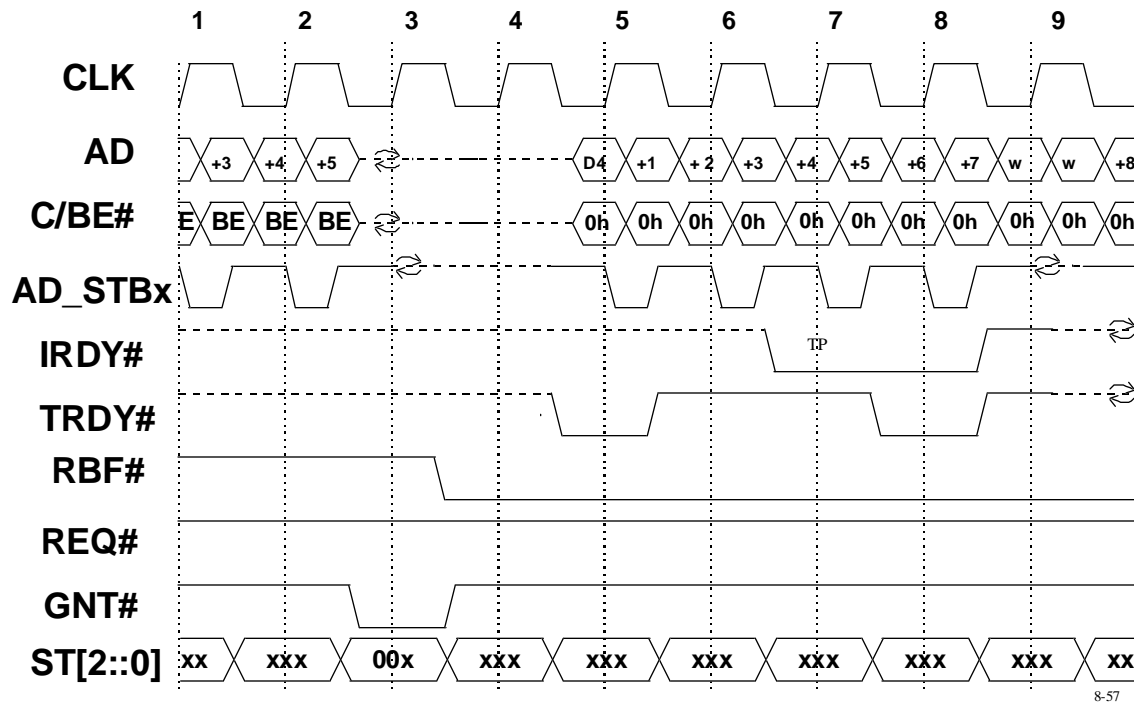 1 2 3 4 5 6 7 8 9
CLK
AD +3 +4 +5 D4 +1 + 2 +3 +4 +5 +6 +7 w w +8
C/BE# E BE BE BE 0h 0h 0h 0h 0h 0h 0h 0h 0h 0h 0h
AD_STBx
IRDY# TP
TRDY#
RBF#
REQ#
GNT#
ST[2::0] xx xxx 00x xxx xxx xxx xxx xxx xxx xx
8-57